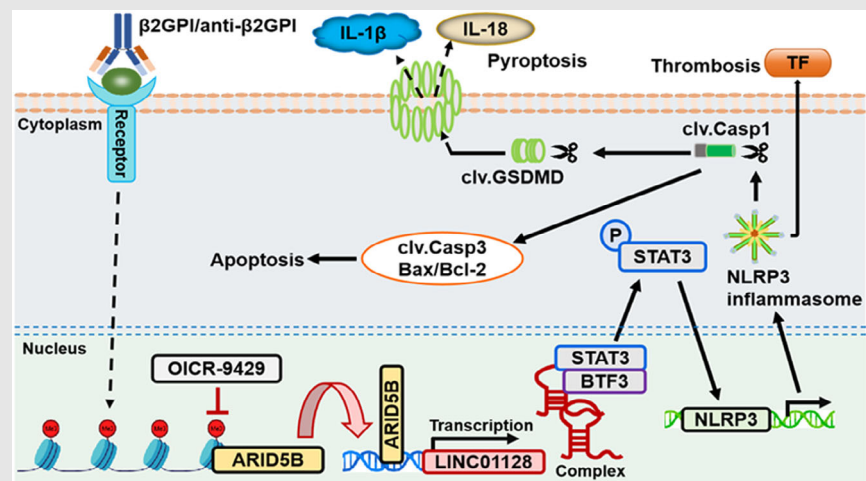 β2GPI/anti-β2GPI
IL-1β
IL-18
Pyroptosis
Thrombosis
TF
Cytoplasm
Receptor
clv.Casp1
clv.GSDMD
clv.Casp3
Bax/Bcl-2
Apoptosis
P
STAT3
NLRP3
inflammasome
Nucleus
OICR-9429
STAT3
BTF3
ARID5B
ARID5B
Transcription
LINC01128
Complex
NLRP3